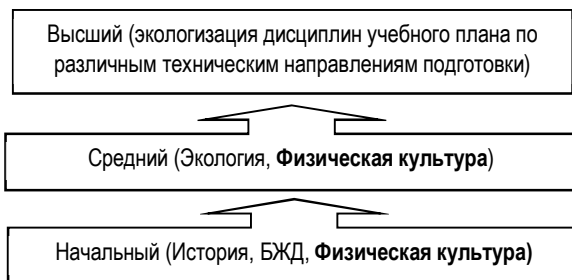 Высший (экологизация дисциплин учебного плана по
различным техническим направлениям подготовки)
Средний (Экология, Физическая культура)
Начальный (История, БЖД, Физическая культура)